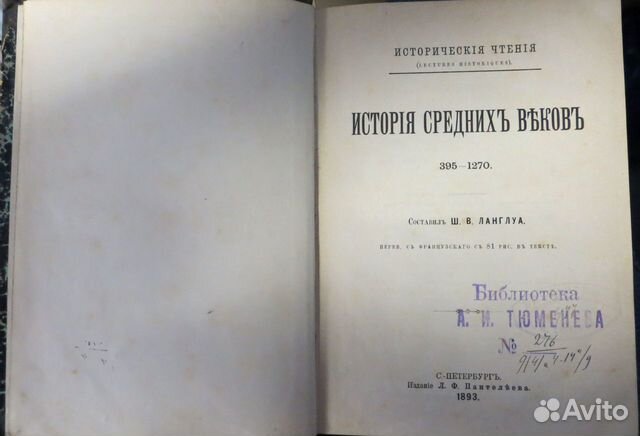 ИСТОРИЧЕСКІЯ ЧТЕНІЯ
(LECTURES HISTORIQUES).
ИСТОРІЯ СРЕДНИХЪ ВѢКОВЪ
395—1270.
Составилъ Ш. В. ЛАНГЛУА.
ПЕРЕВ. СЪ ФРАНЦУЗСКАГО СЪ 81 РИС. ВЪ ТЕКСТѢ.
Библиотека
А. И. ТЮМЕНЕВА
№ 276
С.-ПЕТЕРБУРГЪ.
Изданіе Л. Ф. Пантелѣева.
1893.
Avito